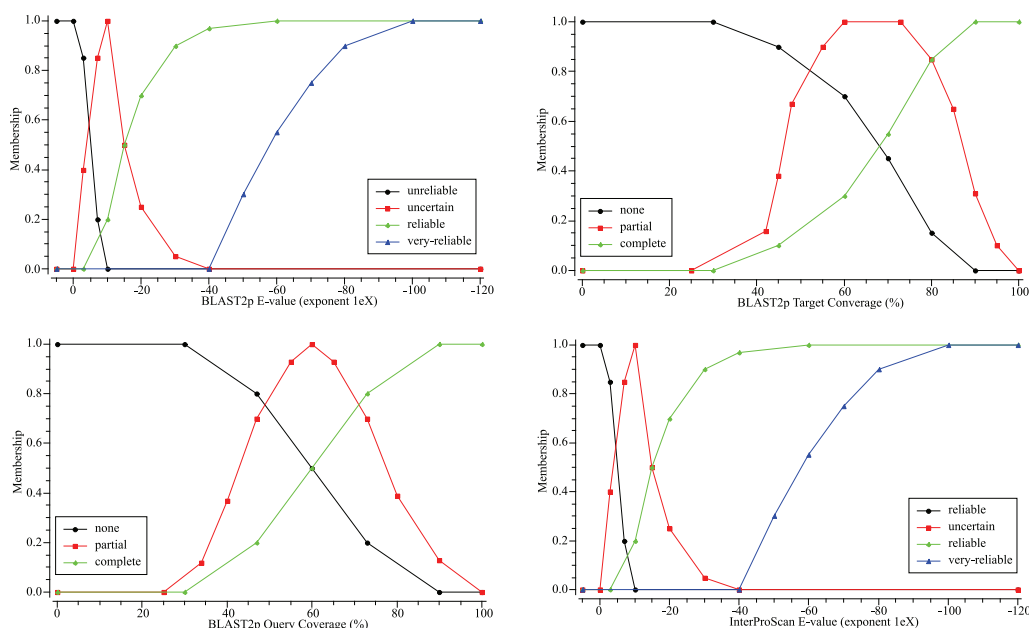 Membership
1.0
0.8
0.6
0.4
0.2
0.0
unreliable
uncertain
reliable
very-reliable
0 -20 -40 -60 -80 -100 -120
BLAST2p E-value (exponent 1eX)
Membership
1.0
0.8
0.6
0.4
0.2
0.0
none
partial
complete
0 20 40 60 80 100
BLAST2p Target Converage (%)
Membership
1.0
0.8
0.6
0.4
0.2
0.0
none
partial
complete
0 20 40 60 80 100
BLAST2p Query Coverage (%)
Membership
1.0
0.8
0.6
0.4
0.2
0.0
reliable
uncertain
reliable
very-reliable
0 -20 -40 -60 -80 -100 -120
InterProScan E-value (exponent 1eX)